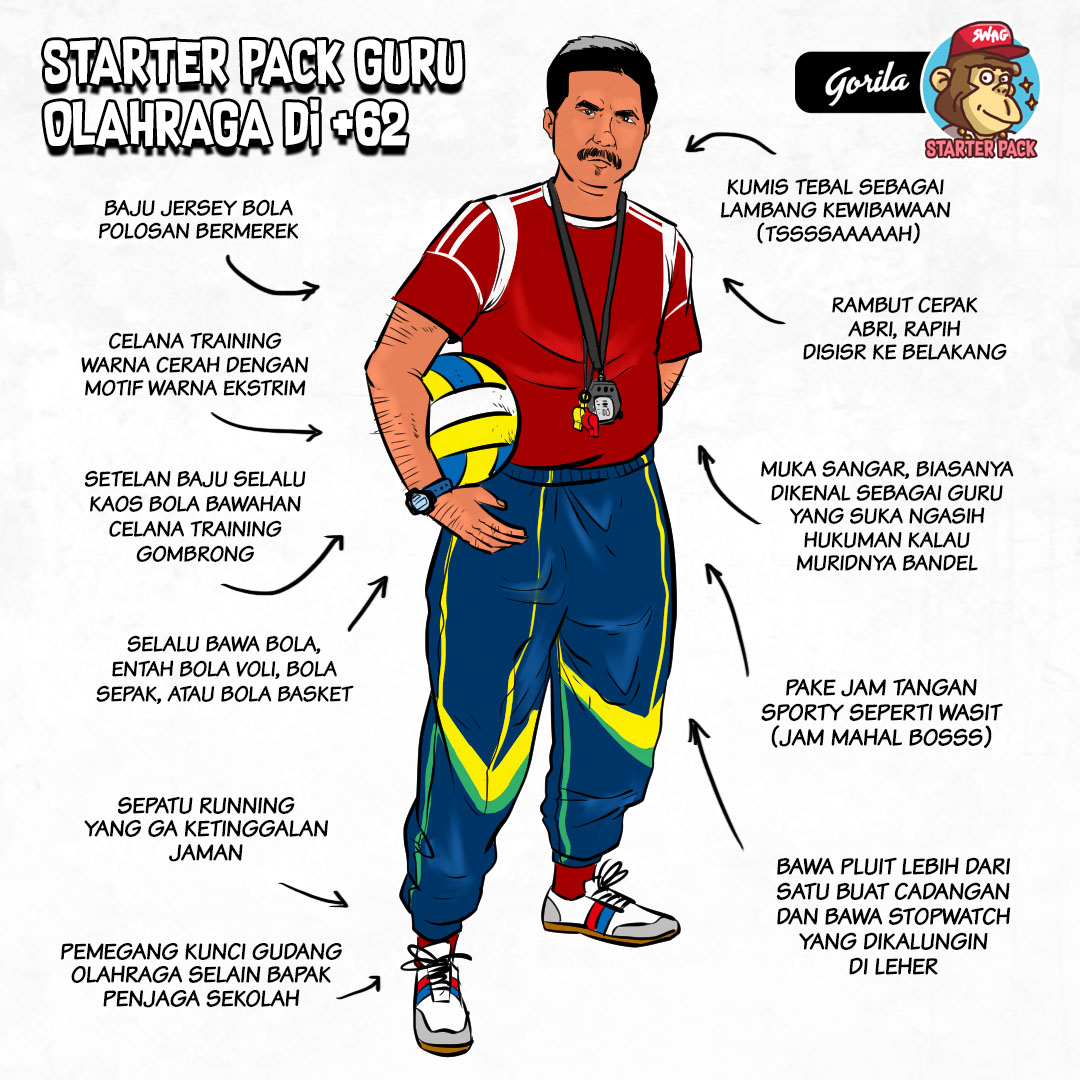 STARTER PACK GURU
OLAHRAGA Di +62
Gorila
SWAG
STARTER PACK
BAJU JERSEY BOLA
POLOSAN BERMEREK
CELANA TRAINING
WARNA CERAH DENGAN
MOTIF WARNA EKSTRIM
SETELAN BAJU SELALU
KAOS BOLA BAWAHAN
CELANA TRAINING
GOMBRONG
SELALU BAWA BOLA,
ENTAH BOLA VOLI, BOLA
SEPAK, ATAU BOLA BASKET
SEPATU RUNNING
YANG GA KETINGGALAN
JAMAN
PEMEGANG KUNCI GUDANG
OLAHRAGA SELAIN BAPAK
PENJAGA SEKOLAH
KUMIS TEBAL SEBAGAI
LAMBANG KEWIBAWAAN
(TSSSSAAAAAH)
RAMBUT CEPAK
ABRI, RAPIH
DISISR KE BELAKANG
MUKA SANGAR, BIASANYA
DIKENAL SEBAGAI GURU
YANG SUKA NGASIH
HUKUMAN KALAU
MURIDNYA BANDEL
PAKE JAM TANGAN
SPORTY SEPERTI WASIT
(JAM MAHAL BOSSS)
BAWA PLUIT LEBIH DARI
SATU BUAT CADANGAN
DAN BAWA STOPWATCH
YANG DIKALUNGIN
DI LEHER